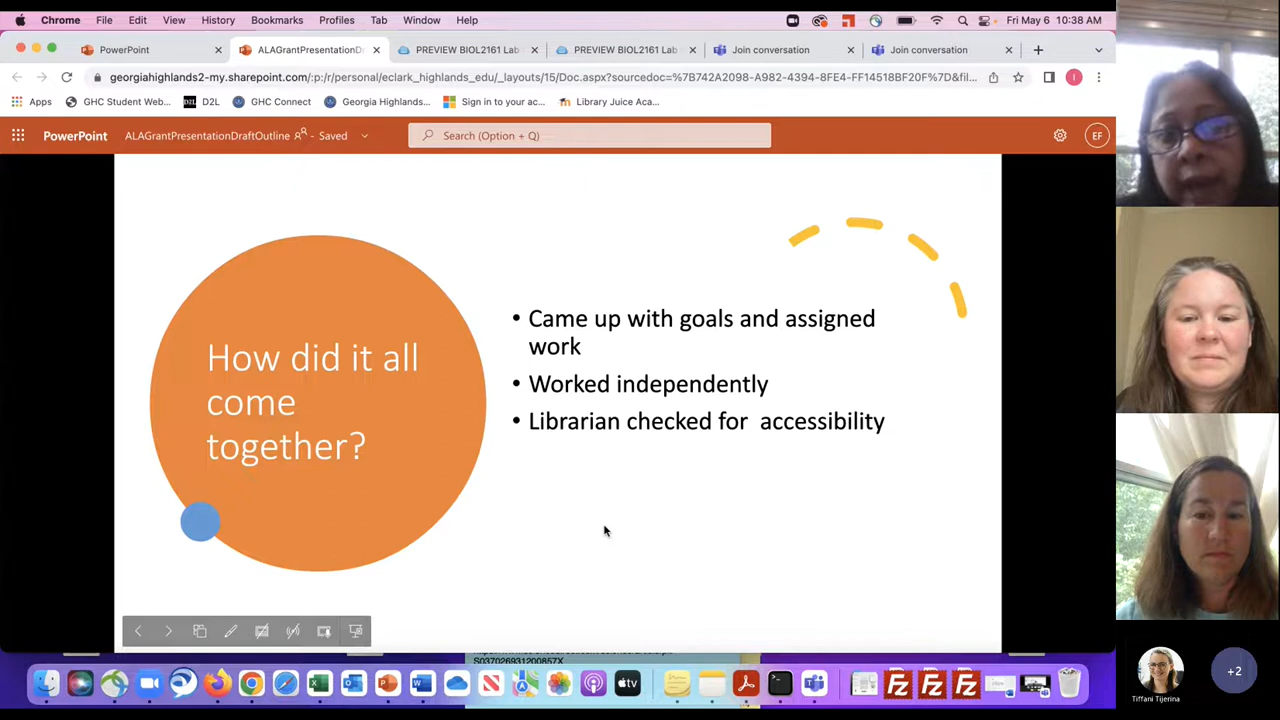 Chrome File Edit View History Bookmarks Profiles Tab Window Help Fri May 6 10:38 AM
PowerPoint ALAGrantPresentationD PREVIEW BIOL2161 Lab PREVIEW BIOL2161 Lab Join conversation Join conversation
georgiahighlands2-my.sharepoint.com/:p:/r/personal/eclark_highlands_edu/_layouts/15/Doc.aspx?sourcedoc=%7B742A2098-A982-4394-8FE4-FF14518BF20F%7D&fil...
Apps GHC Student Web... D2L D2L GHC Connect Georgia Highlands... Sign in to your ac... Library Juice Aca...
PowerPoint ALAGrantPresentationDraftOutline - Saved Search (Option + Q) EF
How did it all
come
together?
• Came up with goals and assigned
work
• Worked independently
• Librarian checked for accessibility
S037026931200857X
Tiffani Tijerina
+2